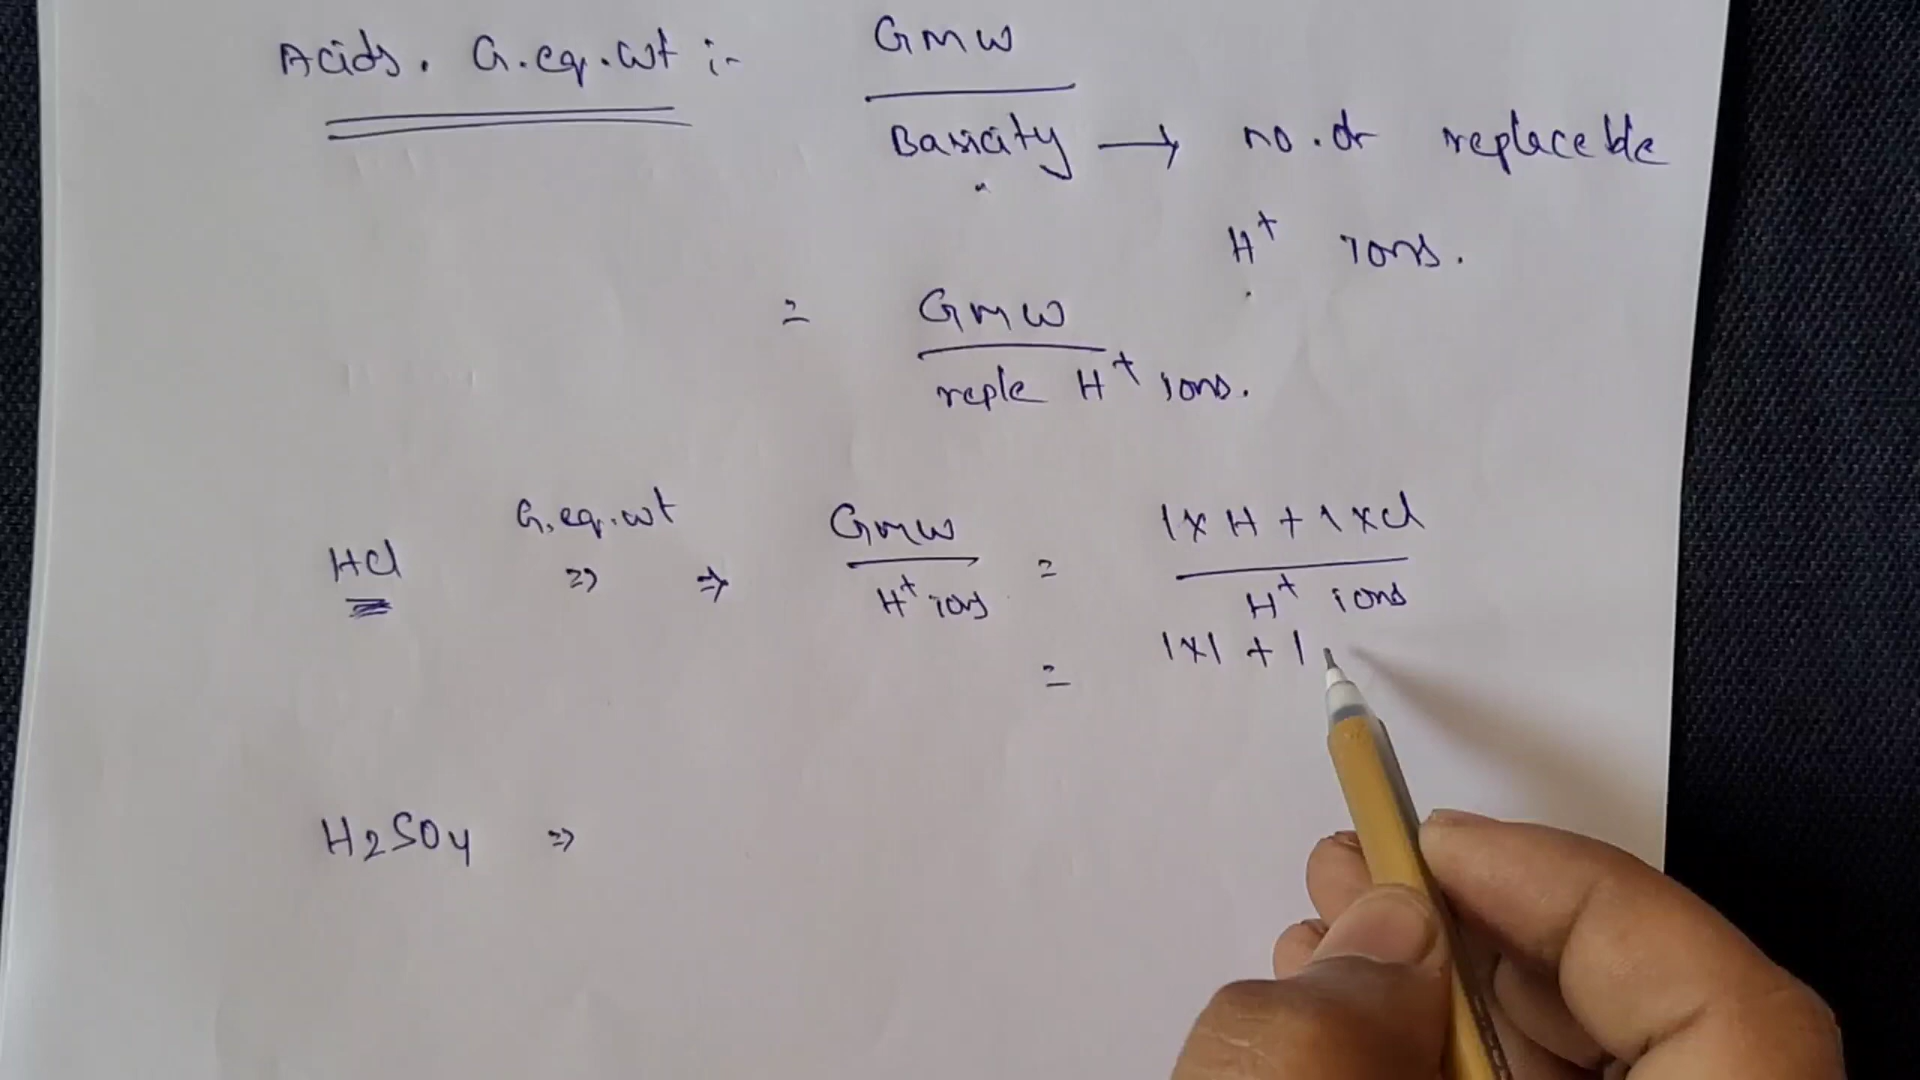 Acids. G.eq.wt :- GMW
Basicity → no.of replaceble
H+ ions.
= GMW
reple H+ ions.
HCl G.eq.wt ⇒ ⇒ GMW = 1×H + 1×Cl
H+ ions H+ ions
= 1×1 + 1
H2SO4 ⇒